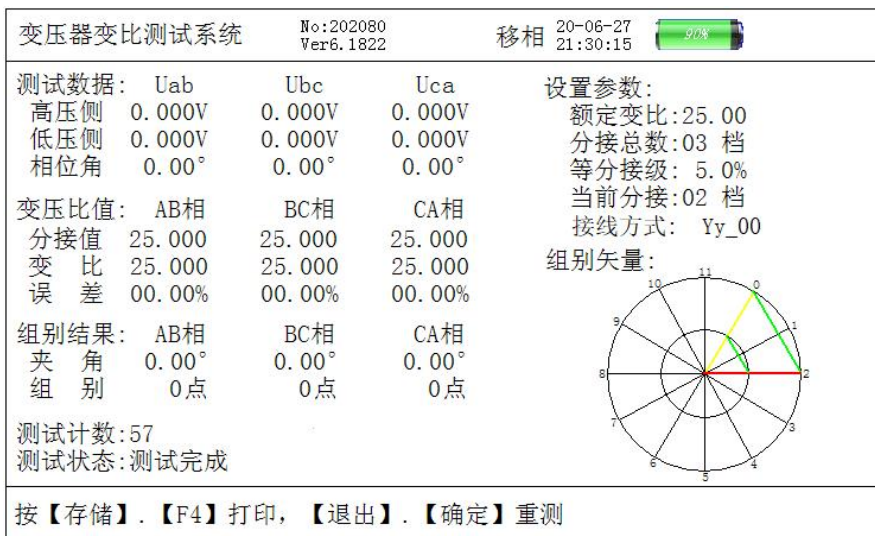 变压器变比测试系统 No:202080 Ver6.1822 移相 20-06-27 21:30:15 90%
测试数据: Uab Ubc Uca
高压侧 0.000V 0.000V 0.000V
低压侧 0.000V 0.000V 0.000V
相位角 0.00° 0.00° 0.00°
变压比值: AB相 BC相 CA相
分接值 25.000 25.000 25.000
变 比 25.000 25.000 25.000
误 差 00.00% 00.00% 00.00%
组别结果: AB相 BC相 CA相
夹 角 0.00° 0.00° 0.00°
组 别 0点 0点 0点
测试计数:57
测试状态:测试完成
设置参数:
额定变比:25.00
分接总数:03 档
等分接级: 5.0%
当前分接:02 档
接线方式: Yy_00
组别矢量:
11
10 0
9 1
8 2
7 3
6 4
5
按【存储】.【F4】打印，【退出】.【确定】重测